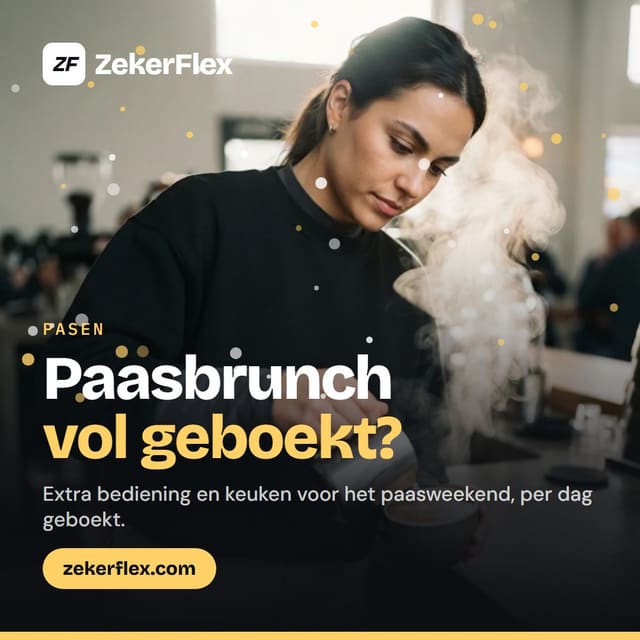 ZF ZekerFlex
PASEN
Paasbrunch
vol geboekt?
Extra bediening en keuken voor het paasweekend, per dag
geboekt.
zekerflex.com